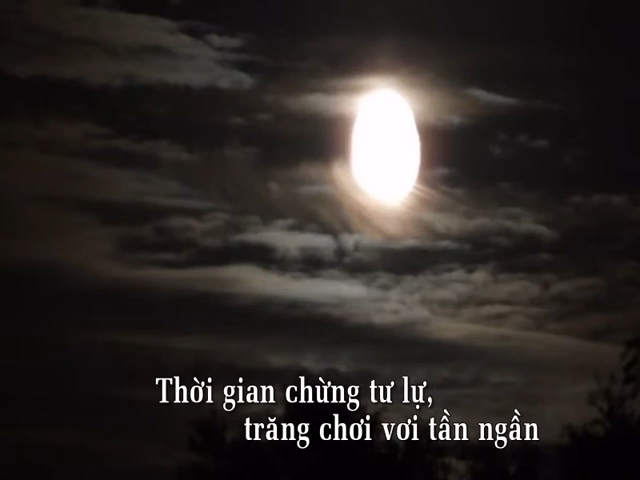 Thời gian chừng tư lự,
trăng chơi vơi tần ngần